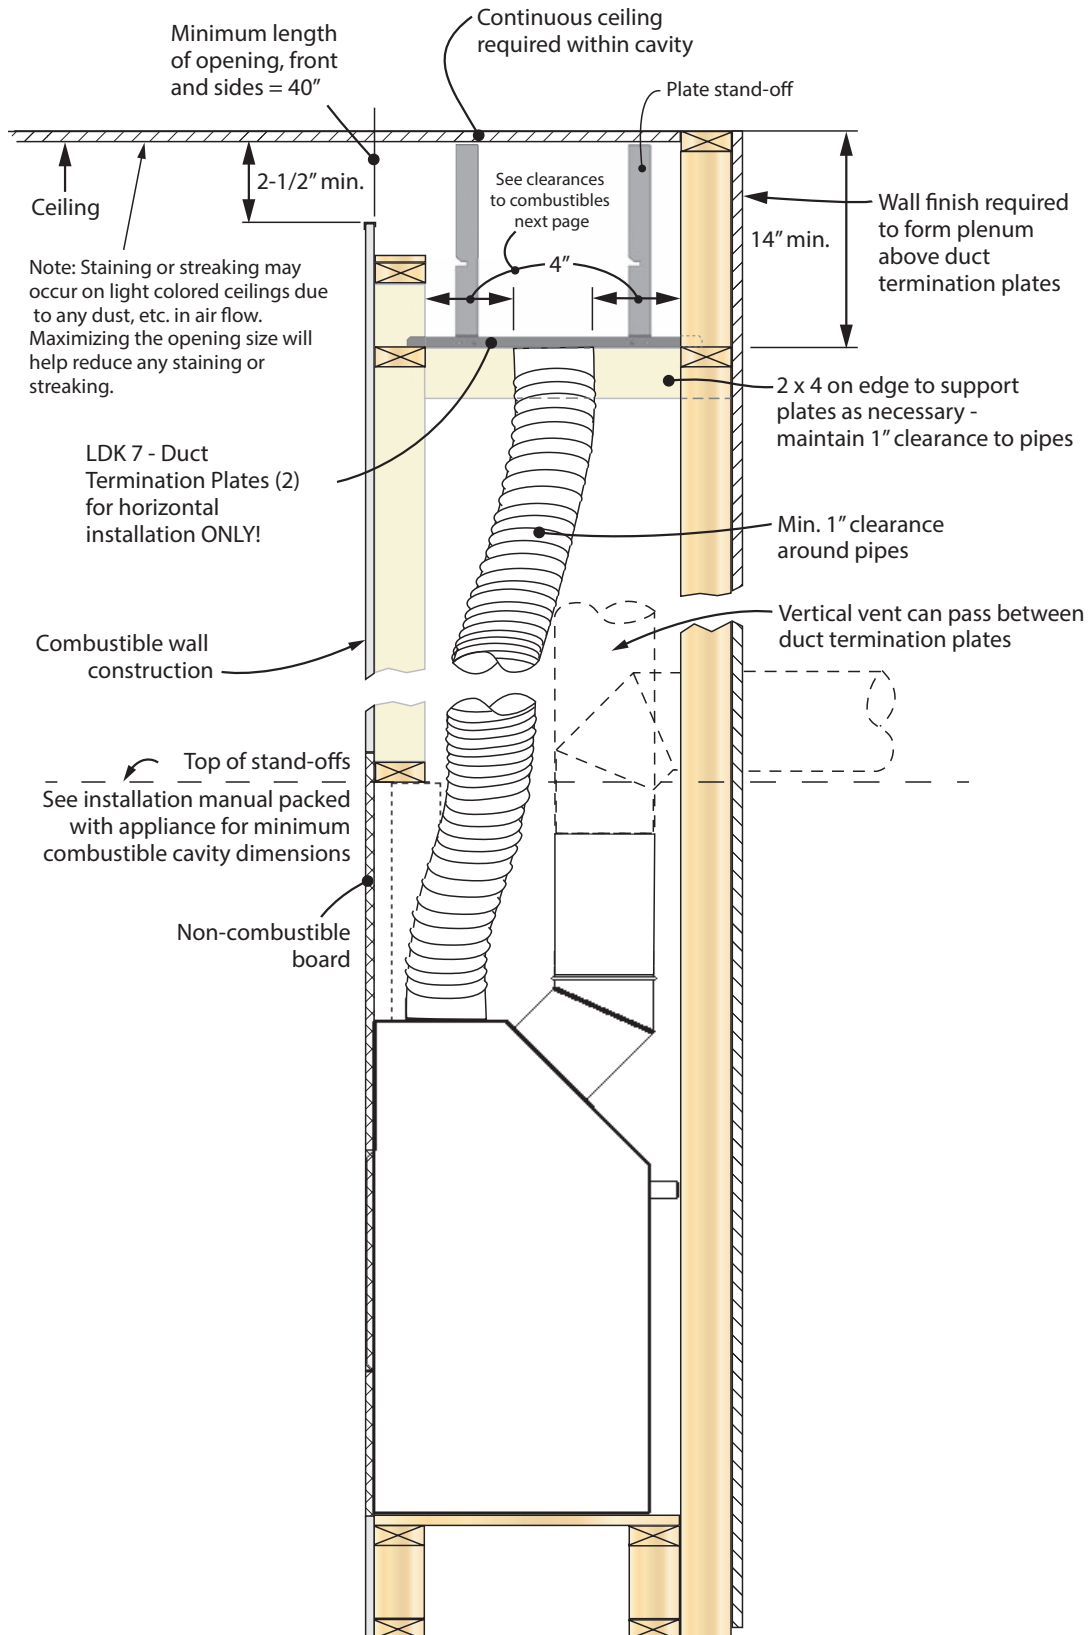 Minimum length
of opening, front
and sides = 40”
Continuous ceiling
required within cavity
Plate stand-off
2-1/2” min.
See clearances
to combustibles
next page
4”
14” min.
Ceiling
Wall finish required
to form plenum
above duct
termination plates
Note: Staining or streaking may
occur on light colored ceilings due
to any dust, etc. in air flow.
Maximizing the opening size will
help reduce any staining or
streaking.
2 x 4 on edge to support
plates as necessary -
maintain 1” clearance to pipes
LDK 7 - Duct
Termination Plates (2)
for horizontal
installation ONLY!
Min. 1” clearance
around pipes
Vertical vent can pass between
duct termination plates
Combustible wall
construction
Top of stand-offs
See installation manual packed
with appliance for minimum
combustible cavity dimensions
Non-combustible
board